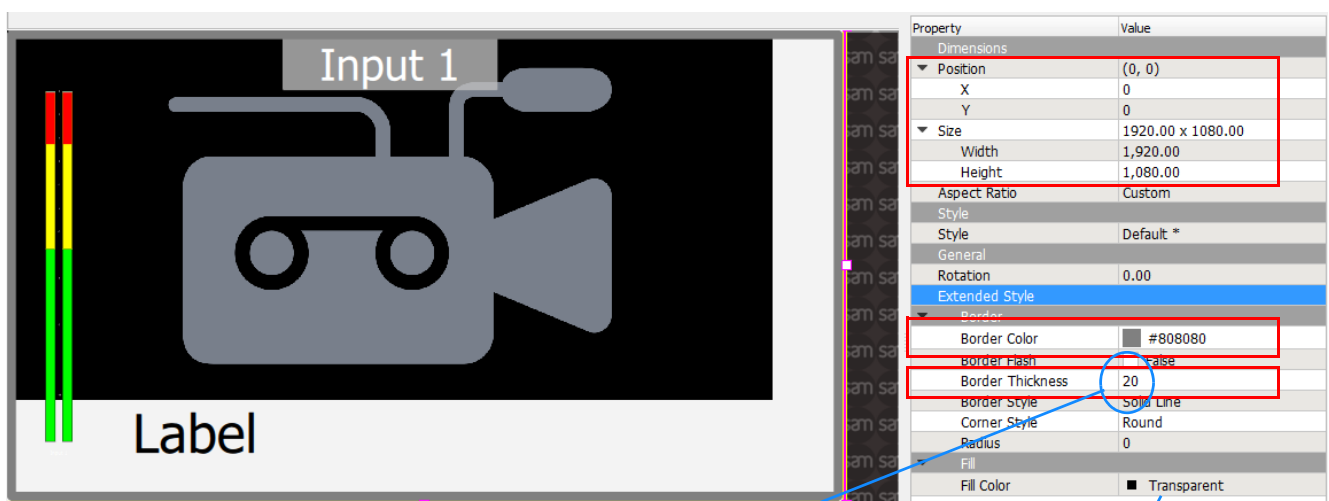 Input 1
Label
Property Value
Dimensions
Position (0, 0)
X 0
Y 0
Size 1920.00 x 1080.00
Width 1,920.00
Height 1,080.00
Aspect Ratio Custom
Style
Style Default *
General
Rotation 0.00
Extended Style
Border
Border Color #808080
Border Flash False
Border Thickness 20
Border Style Solid Line
Corner Style Round
Radius 0
Fill
Fill Color Transparent